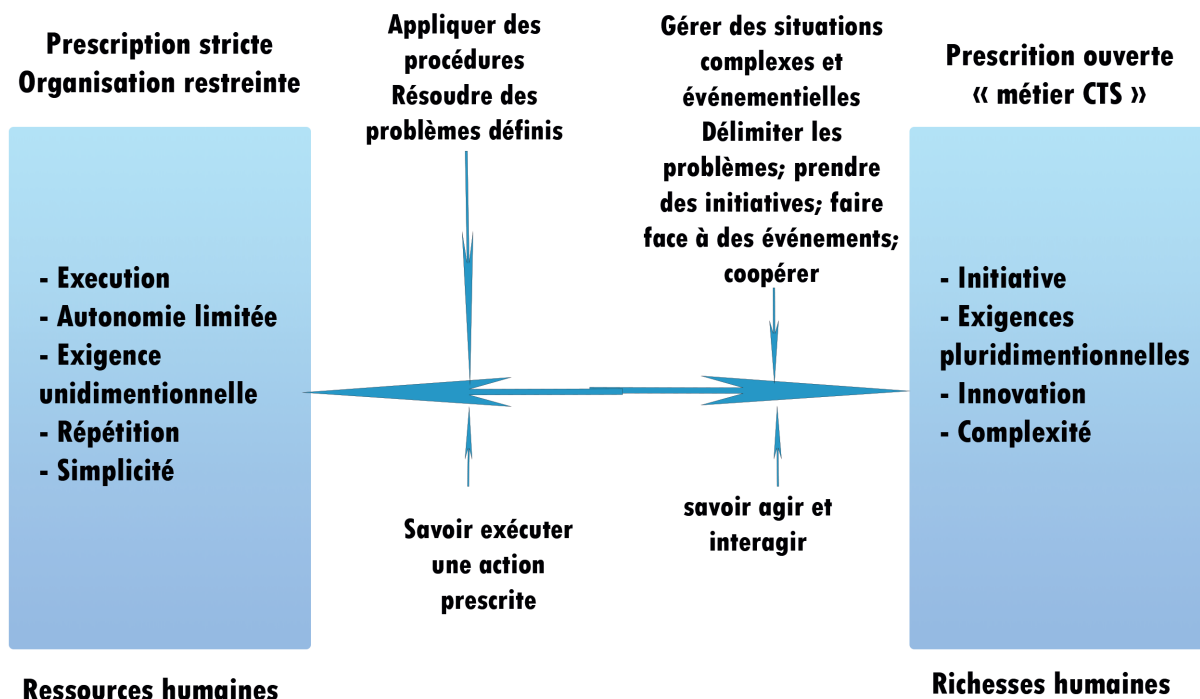 Prescription stricte
Organisation restreinte
- Execution
- Autonomie limitée
- Exigence
unidimentionnelle
- Répétition
- Simplicité
Ressources humaines
Appliquer des
procédures
Résoudre des
problèmes définis
Savoir exécuter
une action
prescrite
Gérer des situations
complexes et
événementielles
Délimiter les
problèmes; prendre
des initiatives; faire
face à des événements;
coopérer
savoir agir et
interagir
Prescrition ouverte
« métier CTS »
- Initiative
- Exigences
pluridimentionnelles
- Innovation
- Complexité
Richesses humaines